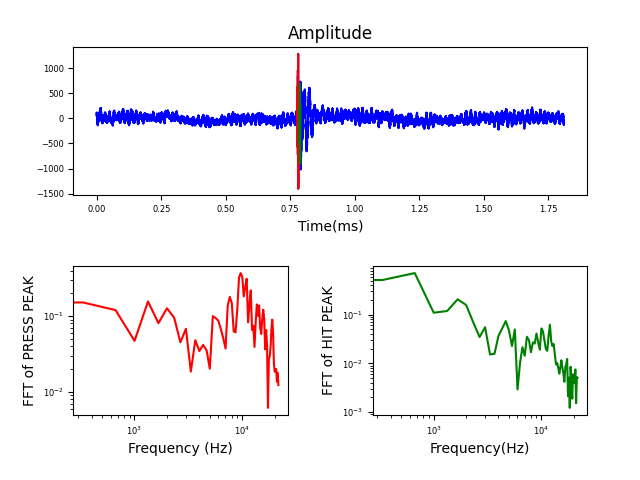 Amplitude
1000
500
0
−500
−1000
−1500
0.00 0.25 0.50 0.75 1.00 1.25 1.50 1.75
Time(ms)
FFT of PRESS PEAK
10⁻¹
10⁻²
10³ 10⁴
Frequency (Hz)
FFT of HIT PEAK
10⁻¹
10⁻²
10⁻³
10³ 10⁴
Frequency(Hz)